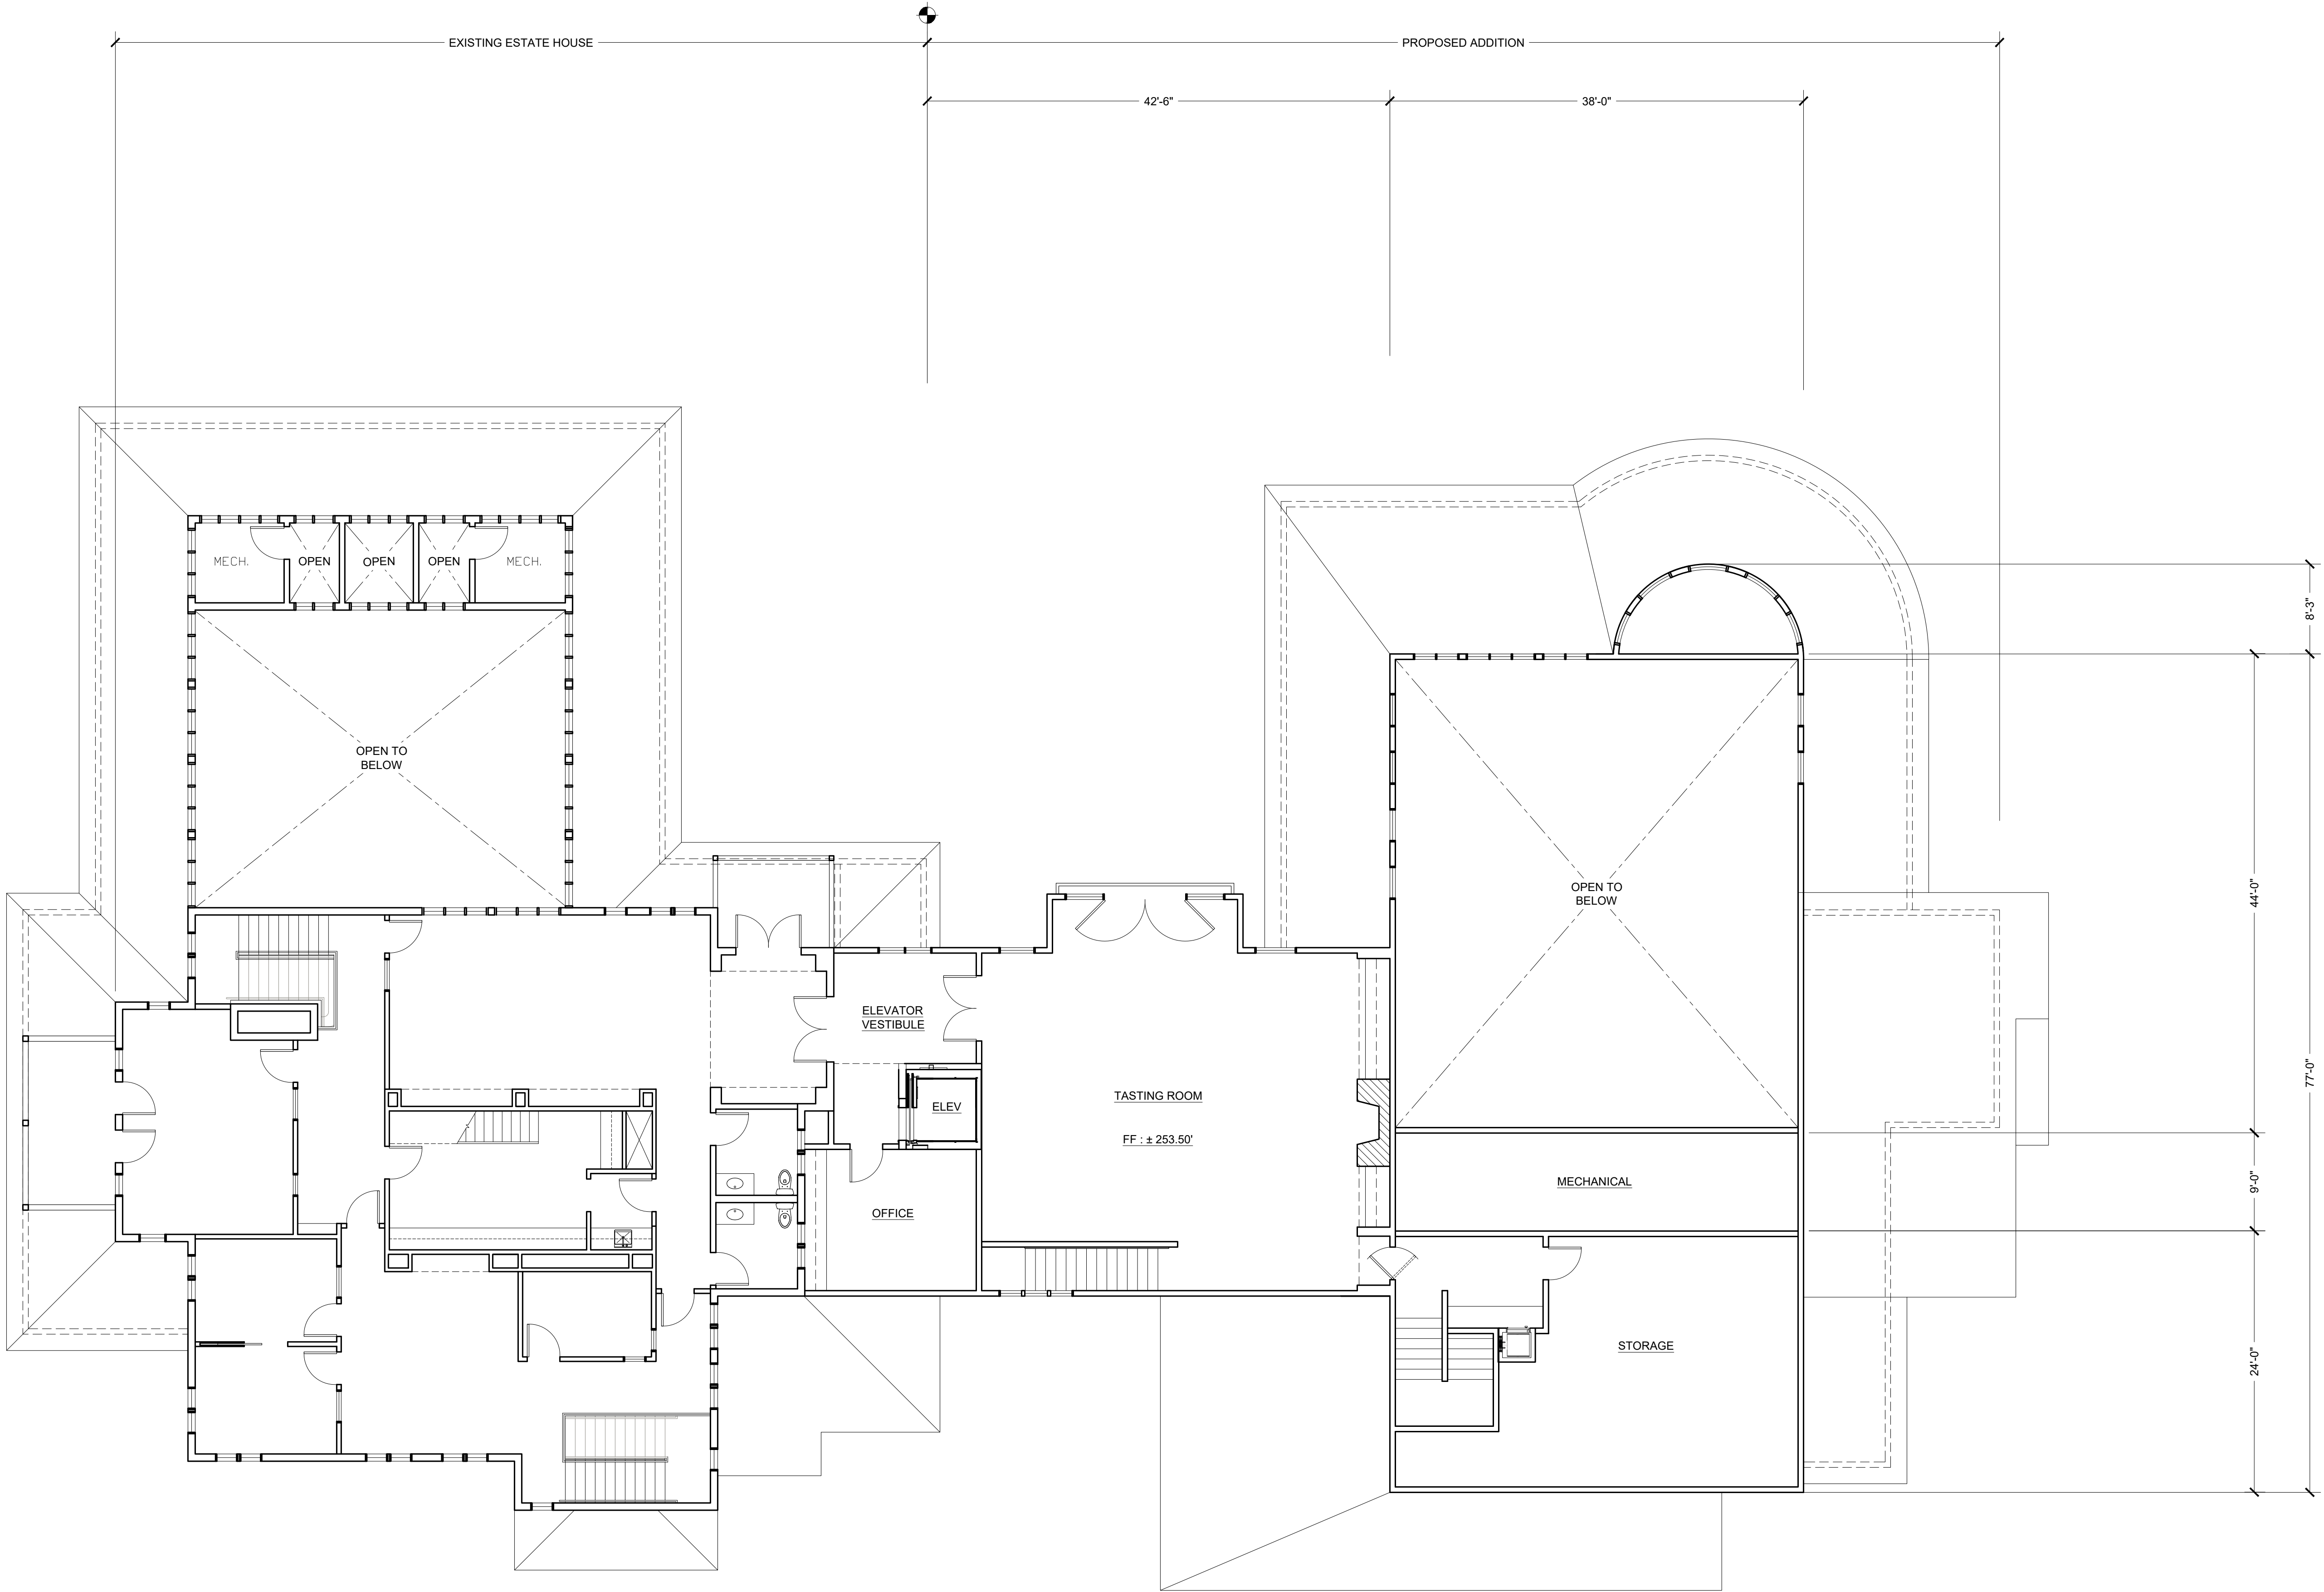 EXISTING ESTATE HOUSE
PROPOSED ADDITION
42'-6"
38'-0"
MECH.
OPEN
OPEN
OPEN
MECH.
8'-3"
OPEN TO
BELOW
OPEN TO
BELOW
44'-0"
ELEVATOR
VESTIBULE
77'-0"
TASTING ROOM
ELEV
FF : ± 253.50'
MECHANICAL
9'-0"
OFFICE
STORAGE
24'-0"